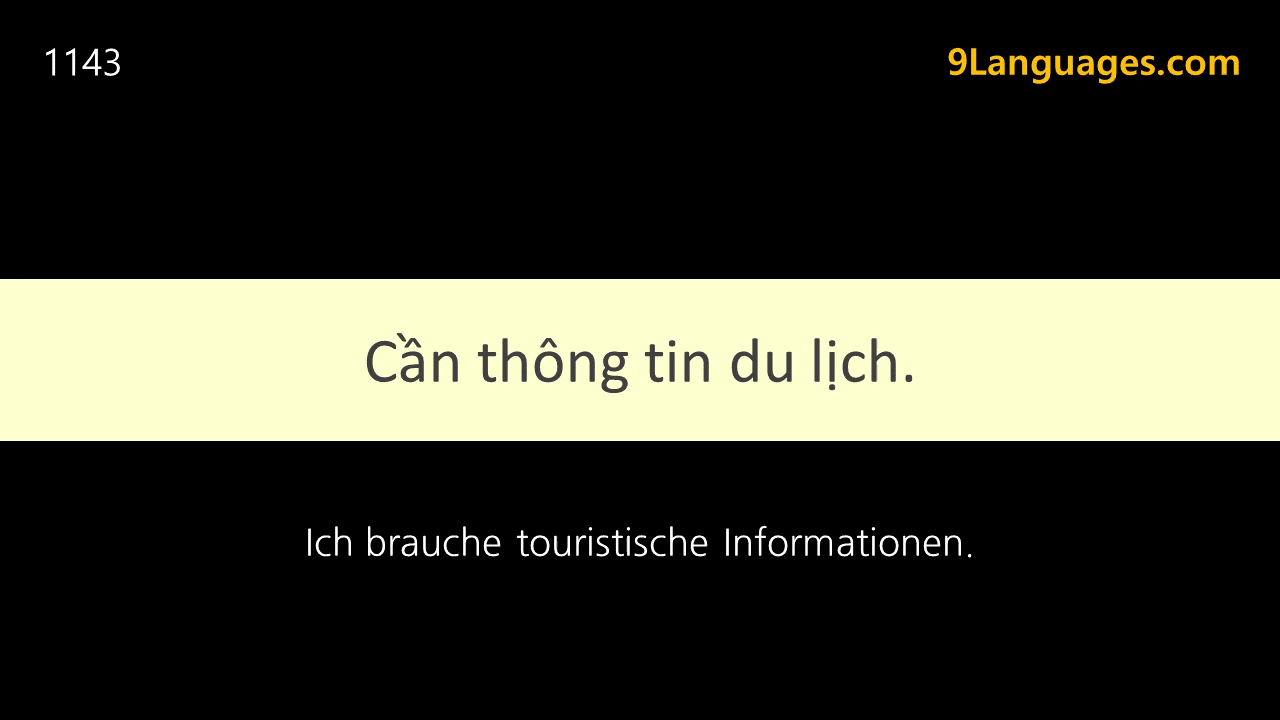 1143
9Languages.com
Cần thông tin du lịch.
Ich brauche touristische Informationen.